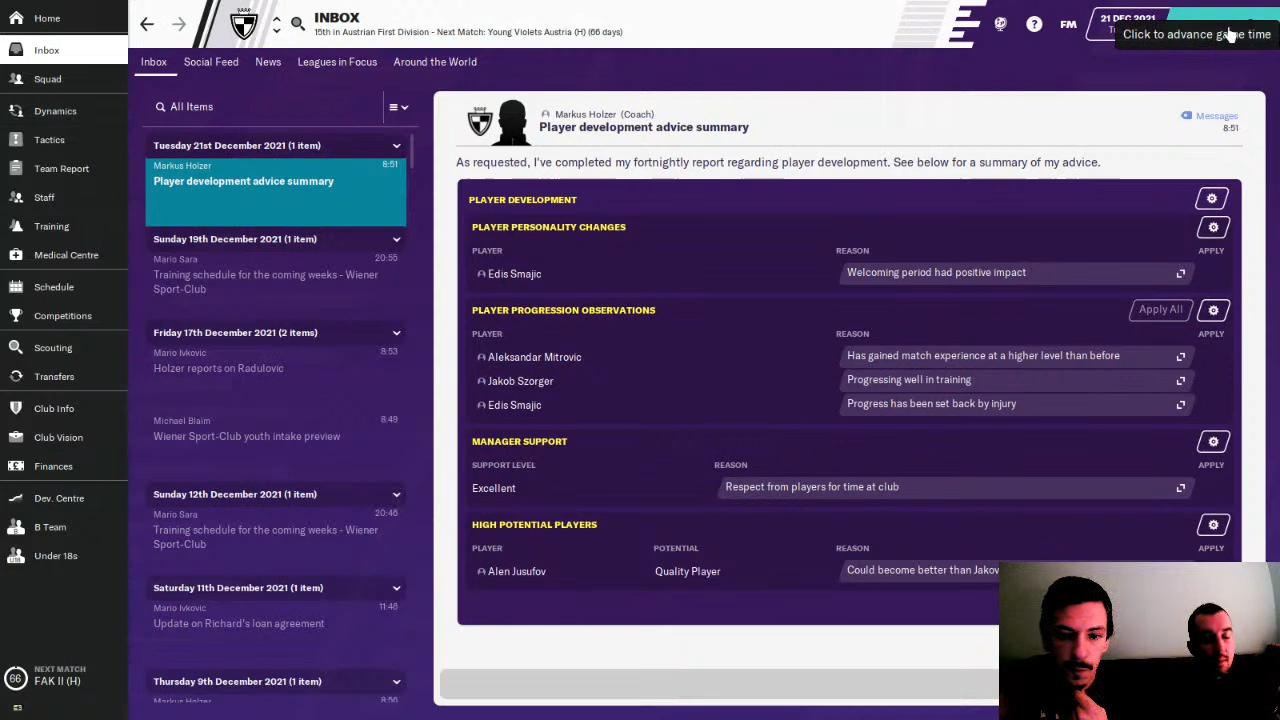 Home
INBOX
15th in Austrian First Division - Next Match: Young Violets Austria (H) (66 days)
FM
21 DEC 2021
Click to advance game time
Inbox
Squad
Dynamics
Tactics
Team Report
Staff
Training
Medical Centre
Schedule
Competitions
Scouting
Transfers
Club Info
Club Vision
Finances
Dev. Centre
B Team
Under 18s
NEXT MATCH
66
FAK II (H)
Inbox
Social Feed
News
Leagues in Focus
Around the World
All Items
Tuesday 21st December 2021 (1 item)
Markus Holzer 8:51
Player development advice summary
Sunday 19th December 2021 (1 item)
Mario Sara 20:55
Training schedule for the coming weeks - Wiener
Sport-Club
Friday 17th December 2021 (2 items)
Mario Ivkovic 8:53
Holzer reports on Radulovic
Michael Blaim 8:49
Wiener Sport-Club youth intake preview
Sunday 12th December 2021 (1 item)
Mario Sara 20:46
Training schedule for the coming weeks - Wiener
Sport-Club
Saturday 11th December 2021 (1 item)
Mario Ivkovic 11:46
Update on Richard's loan agreement
Thursday 9th December 2021 (1 item)
Markus Holzer 8:56
Markus Holzer (Coach)
Player development advice summary
Messages
8:51
As requested, I've completed my fortnightly report regarding player development. See below for a summary of my advice.
PLAYER DEVELOPMENT
PLAYER PERSONALITY CHANGES
PLAYER REASON APPLY
Edis Smajic Welcoming period had positive impact
PLAYER PROGRESSION OBSERVATIONS Apply All
PLAYER REASON APPLY
Aleksandar Mitrovic Has gained match experience at a higher level than before
Jakob Szorger Progressing well in training
Edis Smajic Progress has been set back by injury
MANAGER SUPPORT
SUPPORT LEVEL REASON APPLY
Excellent Respect from players for time at club
HIGH POTENTIAL PLAYERS
PLAYER POTENTIAL REASON APPLY
Alen Jusufov Quality Player Could become better than Jakov